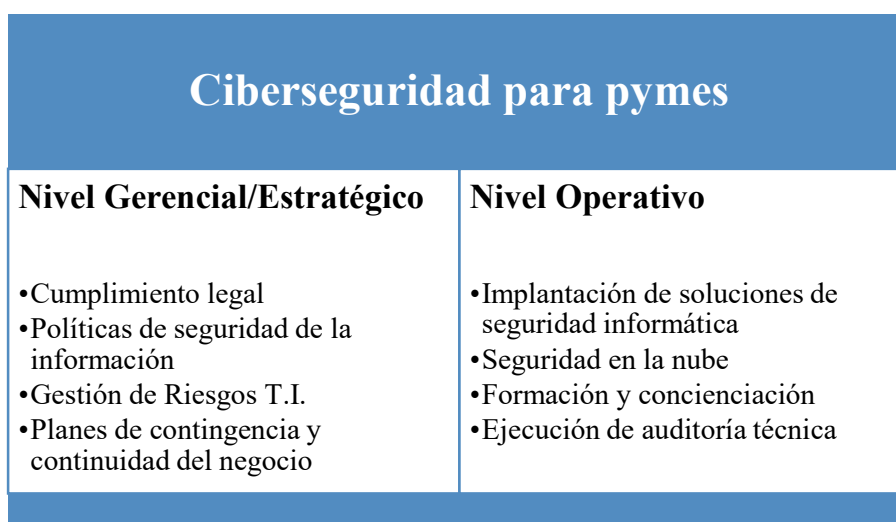 Ciberseguridad para pymes
Nivel Gerencial/Estratégico
•Cumplimiento legal
•Políticas de seguridad de la
información
•Gestión de Riesgos T.I.
•Planes de contingencia y
continuidad del negocio
Nivel Operativo
•Implantación de soluciones de
seguridad informática
•Seguridad en la nube
•Formación y concienciación
•Ejecución de auditoría técnica